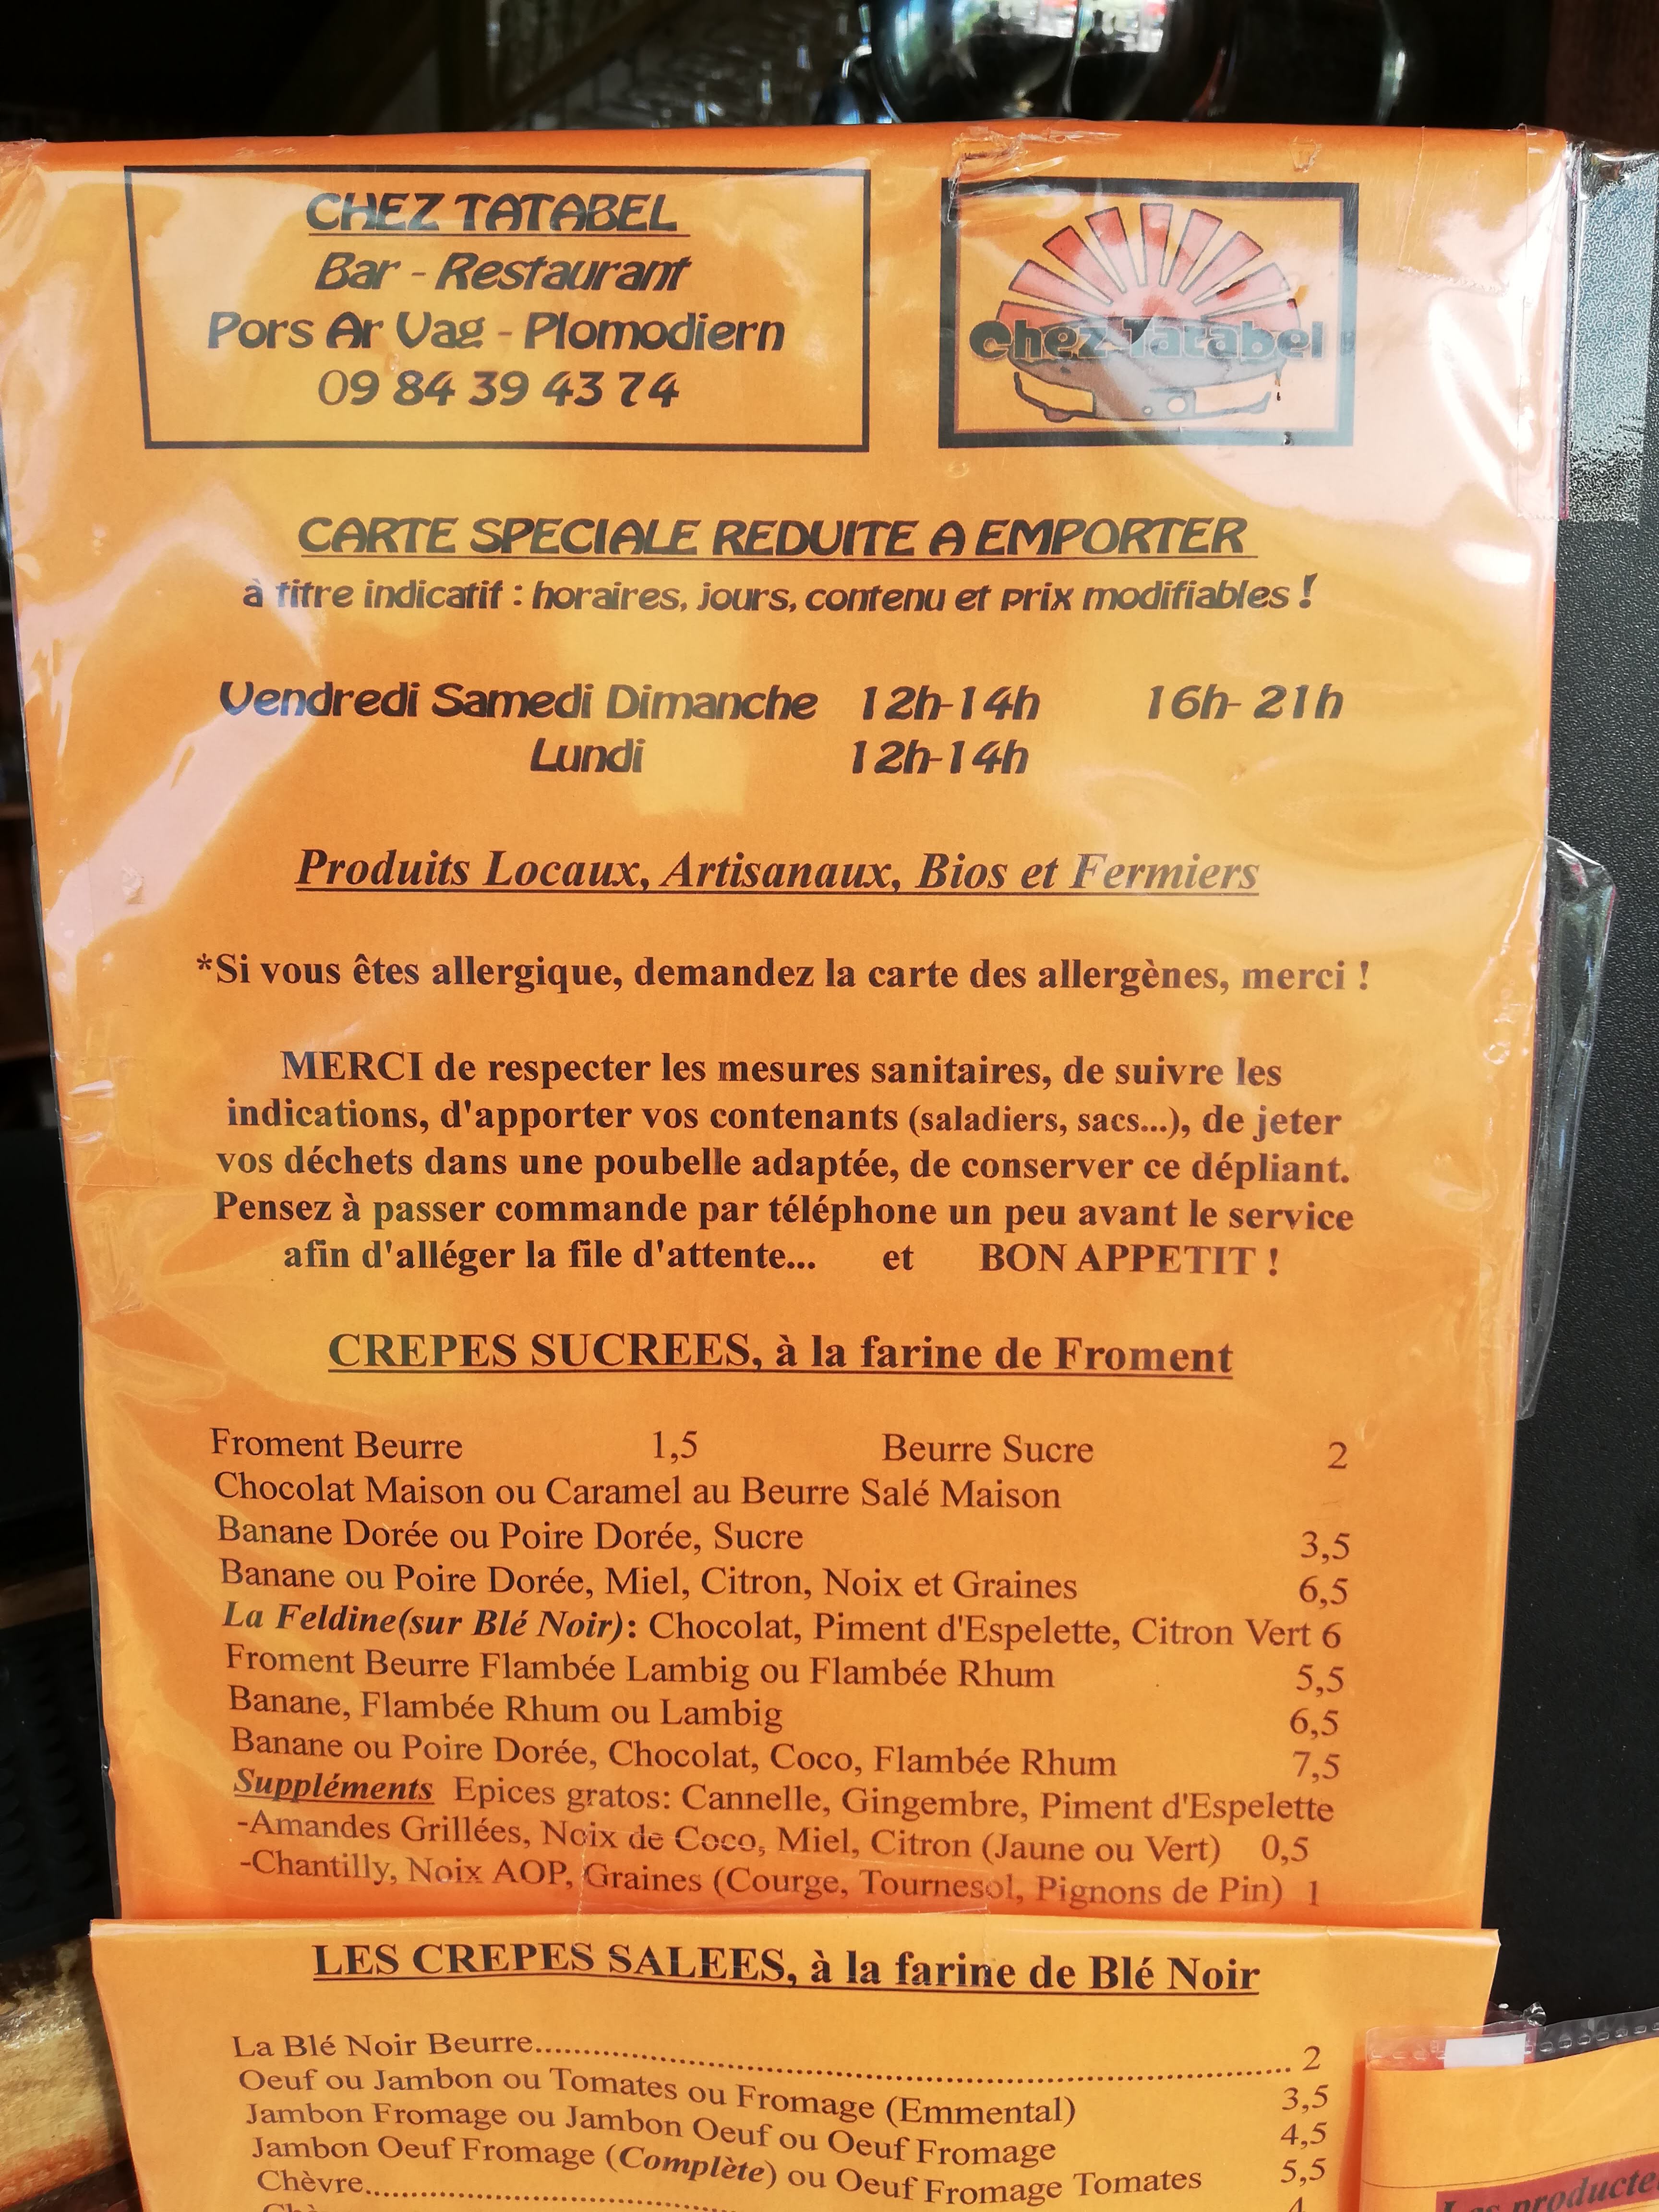 CHEZ TATABEL
Bar - Restaurant
Pors Ar Vag - Plomodiern
09 84 39 43 74
Chez Tatabel
CARTE SPECIALE REDUITE A EMPORTER
à titre indicatif : horaires, jours, contenu et prix modifiables !
Vendredi Samedi Dimanche 12h-14h 16h- 21h
Lundi 12h-14h
Produits Locaux, Artisanaux, Bios et Fermiers
*Si vous êtes allergique, demandez la carte des allergènes, merci !
MERCI de respecter les mesures sanitaires, de suivre les
indications, d'apporter vos contenants (saladiers, sacs...), de jeter
vos déchets dans une poubelle adaptée, de conserver ce dépliant.
Pensez à passer commande par téléphone un peu avant le service
afin d'alléger la file d'attente... et BON APPETIT !
CREPES SUCREES, à la farine de Froment
Froment Beurre 1,5 Beurre Sucre 2
Chocolat Maison ou Caramel au Beurre Salé Maison
Banane Dorée ou Poire Dorée, Sucre 3,5
Banane ou Poire Dorée, Miel, Citron, Noix et Graines 6,5
La Feldine(sur Blé Noir): Chocolat, Piment d'Espelette, Citron Vert 6
Froment Beurre Flambée Lambig ou Flambée Rhum 5,5
Banane, Flambée Rhum ou Lambig 6,5
Banane ou Poire Dorée, Chocolat, Coco, Flambée Rhum 7,5
Suppléments Epices gratos: Cannelle, Gingembre, Piment d'Espelette
-Amandes Grillées, Noix de Coco, Miel, Citron (Jaune ou Vert) 0,5
-Chantilly, Noix AOP, Graines (Courge, Tournesol, Pignons de Pin) 1
LES CREPES SALEES, à la farine de Blé Noir
La Blé Noir Beurre.......................................................................... 2
Oeuf ou Jambon ou Tomates ou Fromage (Emmental) 3,5
Jambon Fromage ou Jambon Oeuf ou Oeuf Fromage 4,5
Jambon Oeuf Fromage (Complète) ou Oeuf Fromage Tomates 5,5
Chèvre.......................................... 4